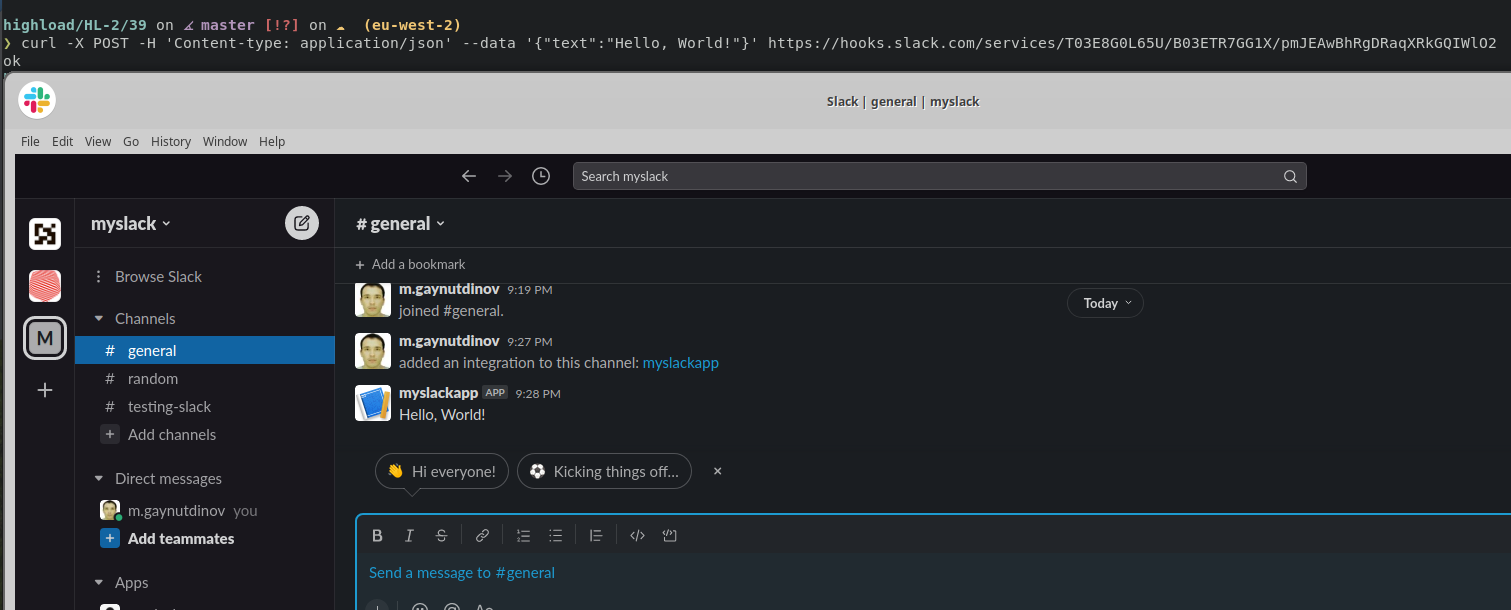 highload/HL-2/39 on master [!?] on (eu-west-2)
❯ curl -X POST -H 'Content-type: application/json' --data '{"text":"Hello, World!"}' https://hooks.slack.com/services/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
ok
Slack | general | myslack
File Edit View Go History Window Help
Search myslack
myslack
# general
Add a bookmark
Browse Slack
Channels
# general
# random
# testing-slack
+ Add channels
Direct messages
m.gaynutdinov you
+ Add teammates
Apps
M
m.gaynutdinov 9:19 PM
joined #general.
Today
m.gaynutdinov 9:27 PM
added an integration to this channel: myslackapp
myslackapp APP 9:28 PM
Hello, World!
👋 Hi everyone!
⚽ Kicking things off...
B I S
Send a message to #general
Aa